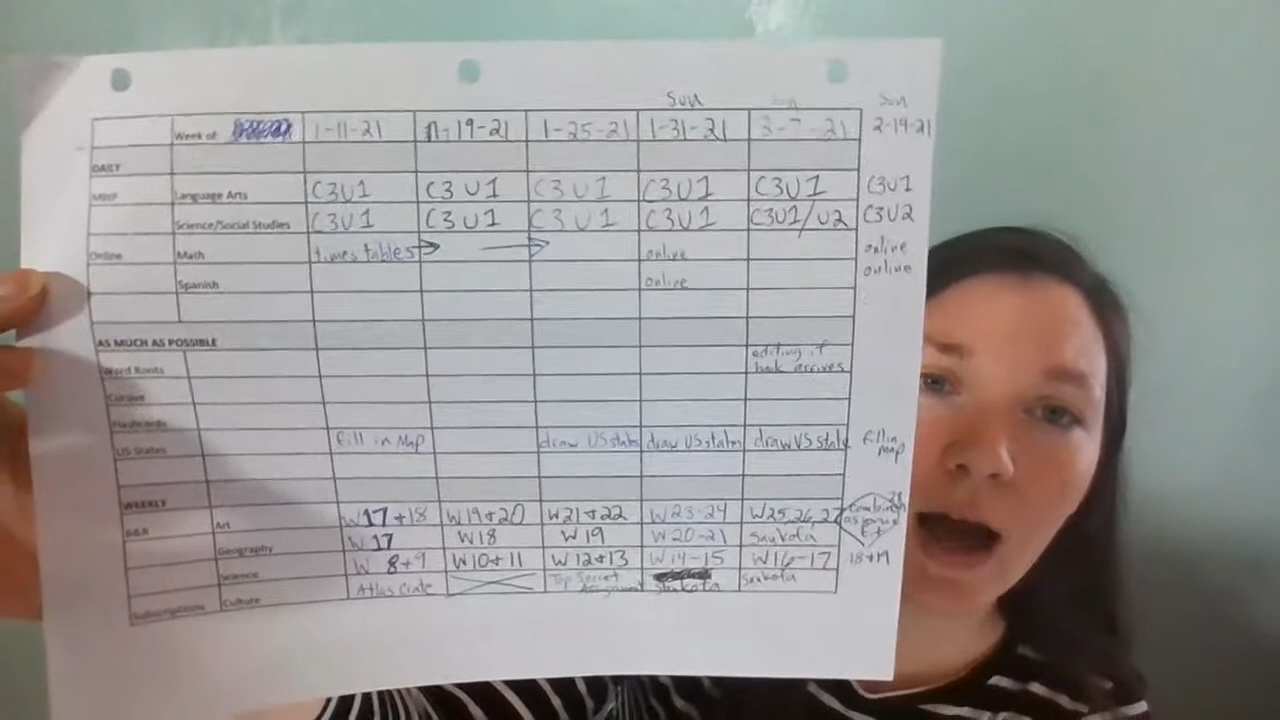 Sun Sun
Week of: 1-11-21 1-19-21 1-25-21 1-31-21 2-7-21 2-14-21
DAILY
MBP Language Arts C3U1 C3U1 C3U1 C3U1 C3U1 C3U1
Science/Social Studies C3U1 C3U1 C3U1 C3U1 C3U1/U2 C3U2
Online Math times tables online online
Spanish online online
AS MUCH AS POSSIBLE
Word Roots editing if
book arrives
Cursive
Flashcards
US States fill in Map draw US states draw US states draw US state fill in
map
WEEKLY
Art W17+18 W19+20 W21+22 W23-24 W25,26,27 28
Geography W17 W18 W19 W20-21
Science W 8+9 W10+11 W12+13 W14-15 W16-17 18+19
Subscriptions Culture Atlas Crate Top Secret
Assignment